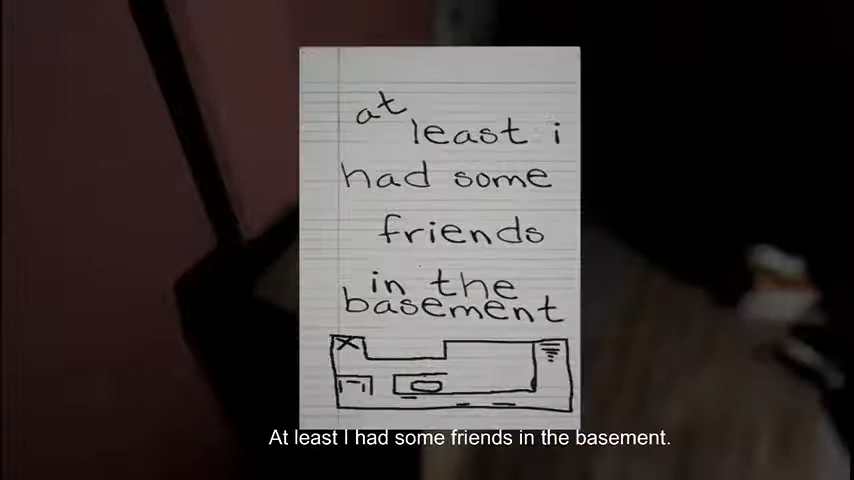 at
least i
had some
friends
in the
basement
At least I had some friends in the basement.